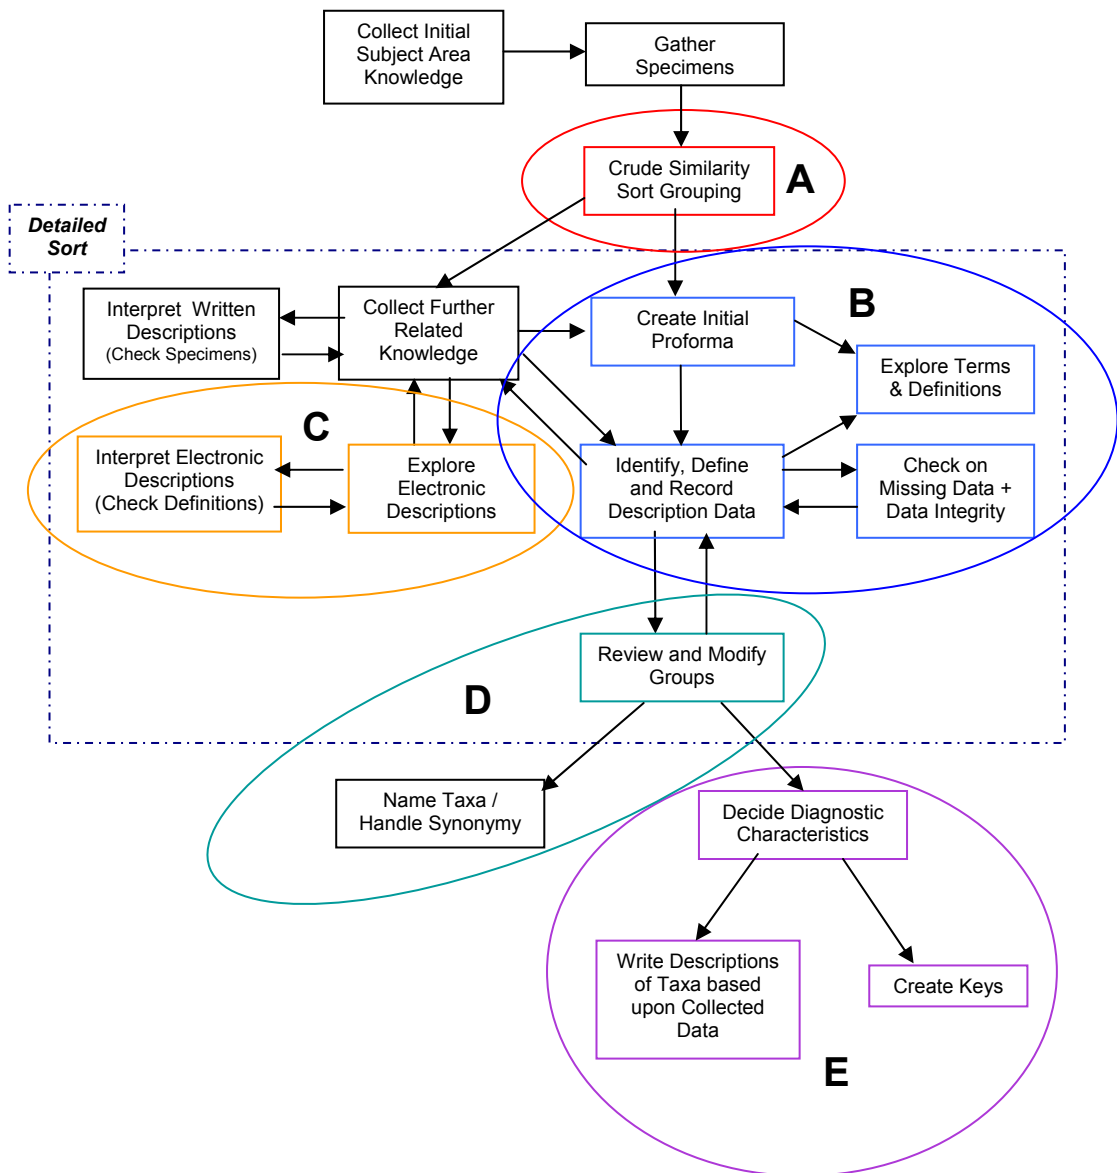 Collect Initial
Subject Area
Knowledge
Gather
Specimens
Crude Similarity
Sort Grouping
A
Detailed
Sort
Interpret Written
Descriptions
(Check Specimens)
Collect Further
Related
Knowledge
Create Initial
Proforma
B
Explore Terms
& Definitions
C
Interpret Electronic
Descriptions
(Check Definitions)
Explore
Electronic
Descriptions
Identify, Define
and Record
Description Data
Check on
Missing Data +
Data Integrity
Review and Modify
Groups
D
Name Taxa /
Handle Synonymy
Decide Diagnostic
Characteristics
Write Descriptions
of Taxa based
upon Collected
Data
Create Keys
E